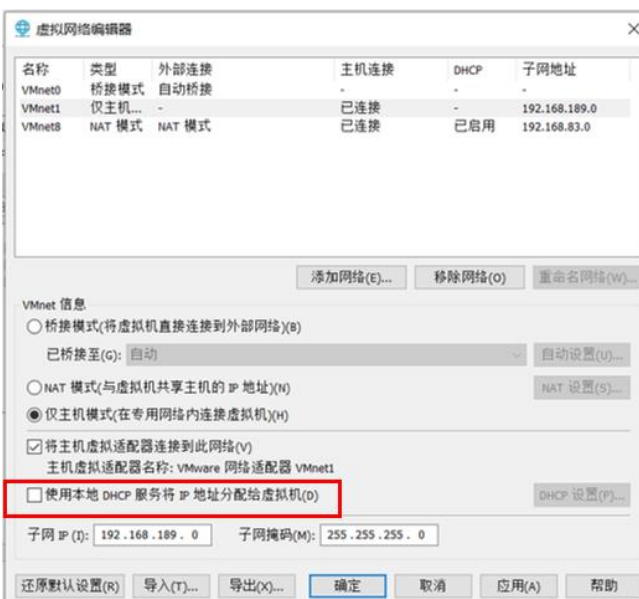 虚拟网络编辑器
名称 类型 外部连接 主机连接 DHCP 子网地址
VMnet0 桥接模式 自动桥接 - - -
VMnet1 仅主机... - 已连接 - 192.168.189.0
VMnet8 NAT 模式 NAT 模式 已连接 已启用 192.168.83.0
添加网络(E)... 移除网络(O) 重命名网络(W)...
VMnet 信息
桥接模式(将虚拟机直接连接到外部网络)(B)
已桥接至(G): 自动 自动设置(U)...
NAT 模式(与虚拟机共享主机的 IP 地址)(N) NAT 设置(S)...
仅主机模式(在专用网络内连接虚拟机)(H)
将主机虚拟适配器连接到此网络(V)
主机虚拟适配器名称: VMware 网络适配器 VMnet1
使用本地 DHCP 服务将 IP 地址分配给虚拟机(D) DHCP 设置(P)...
子网 IP (I): 192 . 168 . 189 . 0 子网掩码(M): 255 . 255 . 255 . 0
还原默认设置(R) 导入(T)... 导出(X)... 确定 取消 应用(A) 帮助